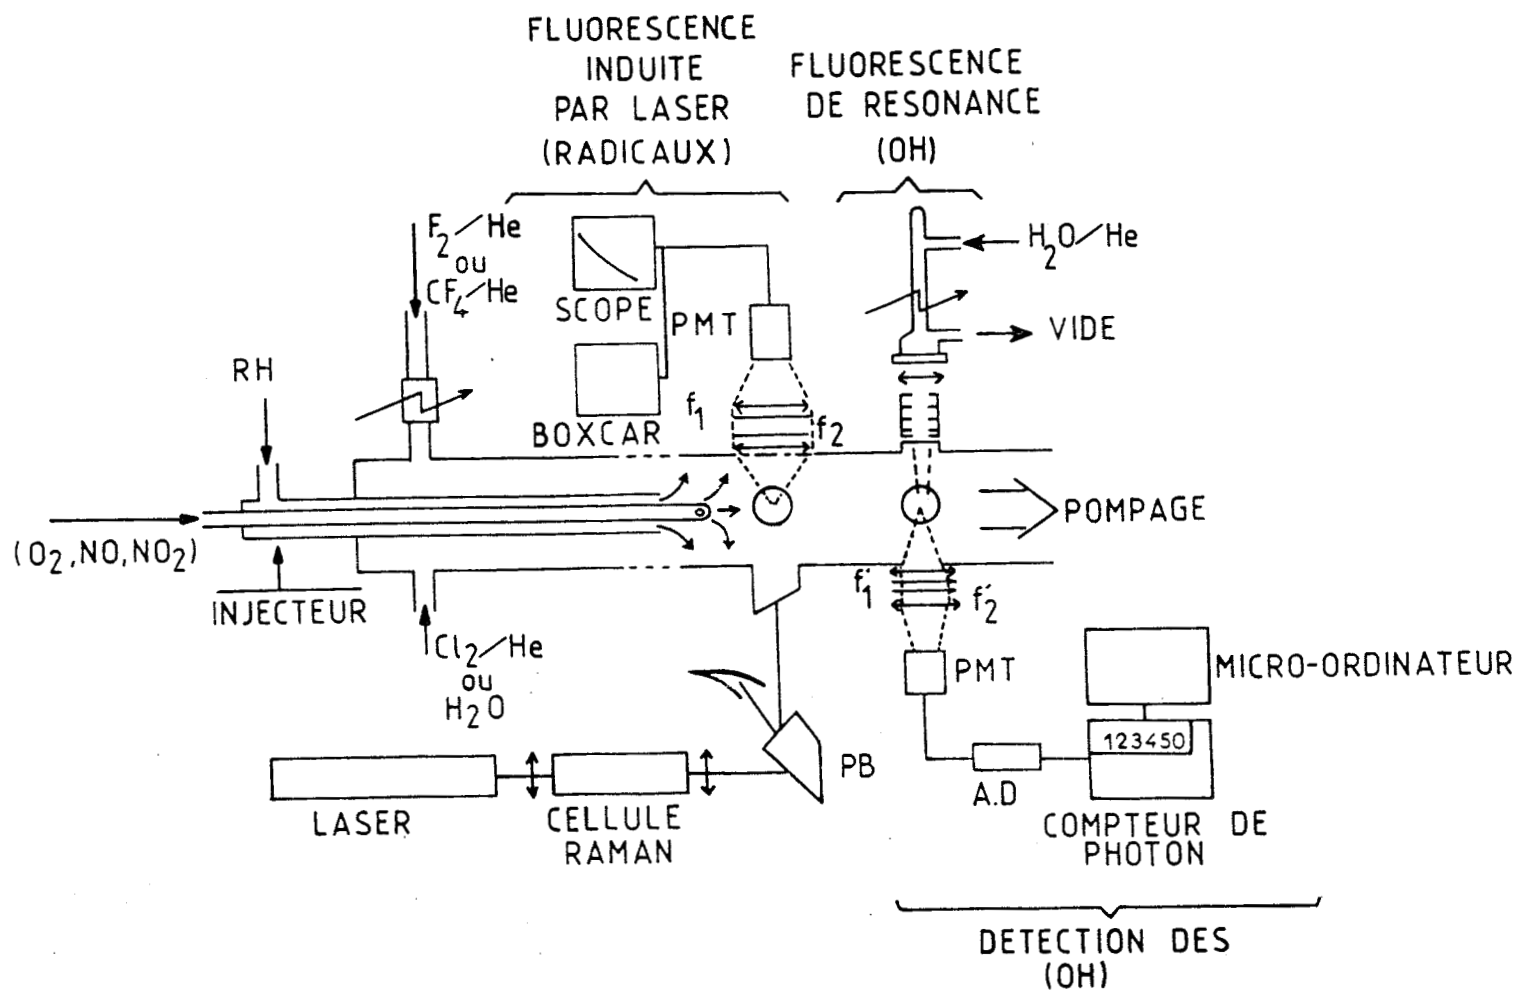 FLUORESCENCE
INDUITE
PAR LASER
(RADICAUX)
FLUORESCENCE
DE RESONANCE
(OH)
F2/He
ou
CF4/He
H2O/He
SCOPE
PMT
VIDE
RH
f1
f2
BOXCAR
(O2,NO,NO2)
POMPAGE
INJECTEUR
f'1
f'2
Cl2/He
ou
H2O
PMT
MICRO-ORDINATEUR
123450
PB
A.D
LASER
CELLULE
RAMAN
COMPTEUR DE
PHOTON
DETECTION DES
(OH)